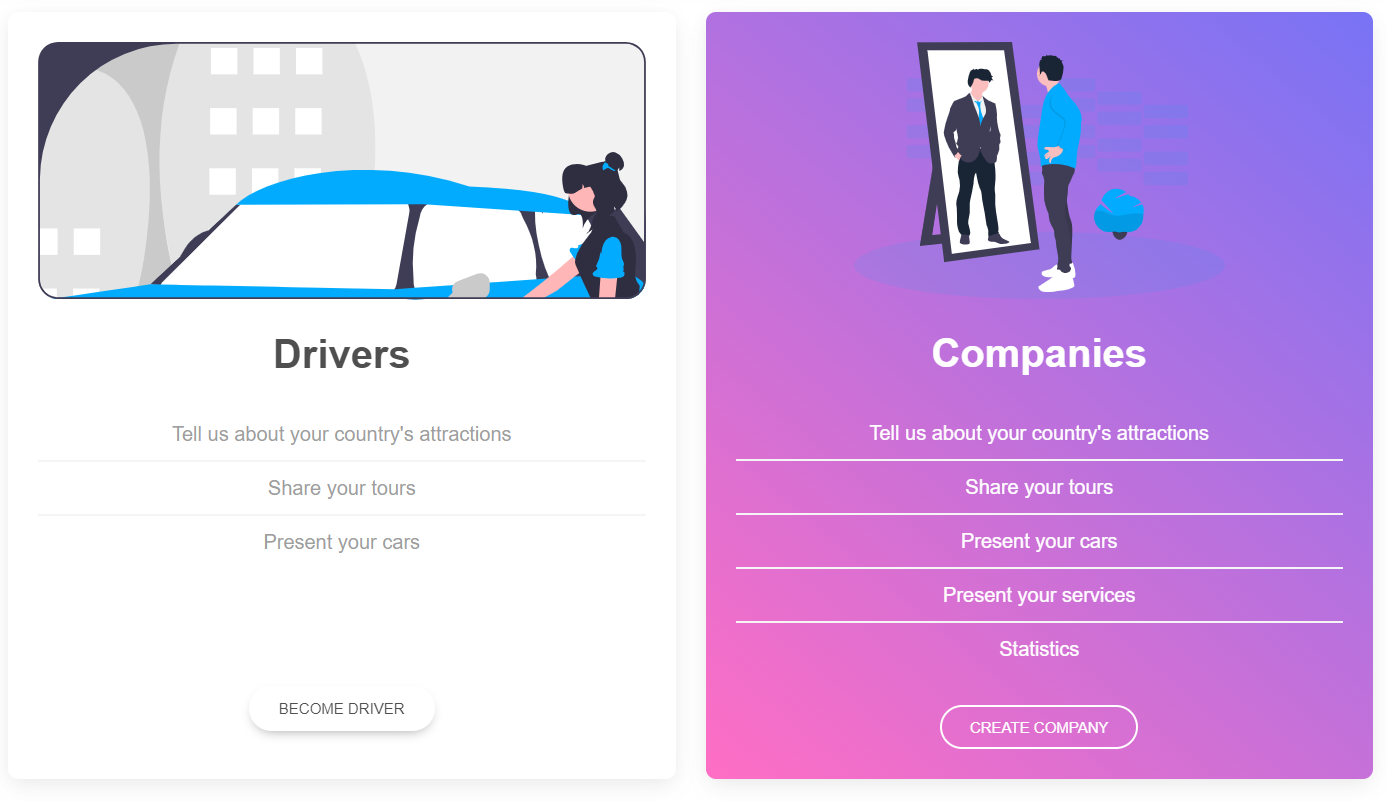 Drivers
Tell us about your country's attractions
Share your tours
Present your cars
BECOME DRIVER
Companies
Tell us about your country's attractions
Share your tours
Present your cars
Present your services
Statistics
CREATE COMPANY